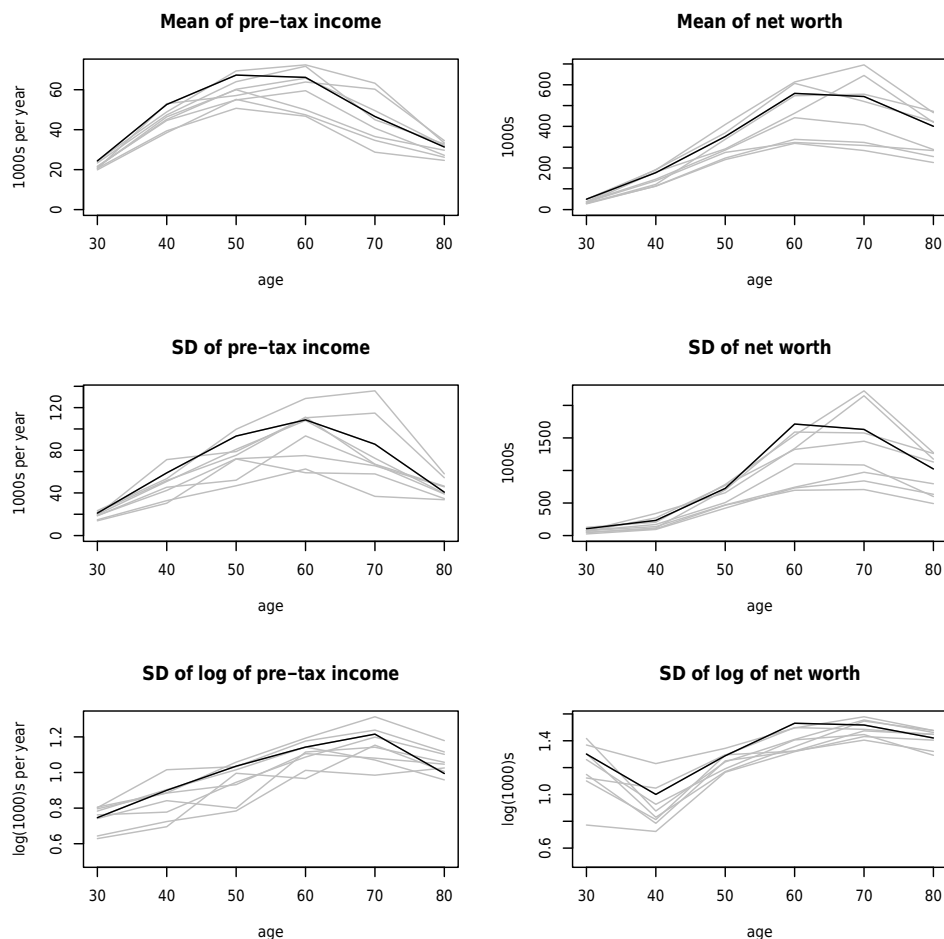 Mean of pre−tax income
1000s per year
0 20 40 60
30 40 50 60 70 80
age
Mean of net worth
1000s
0 200 400 600
30 40 50 60 70 80
age
SD of pre−tax income
1000s per year
0 40 80 120
30 40 50 60 70 80
age
SD of net worth
1000s
0 500 1500
30 40 50 60 70 80
age
SD of log of pre−tax income
log(1000)s per year
0.6 0.8 1.0 1.2
30 40 50 60 70 80
age
SD of log of net worth
log(1000)s
0.6 1.0 1.4
30 40 50 60 70 80
age